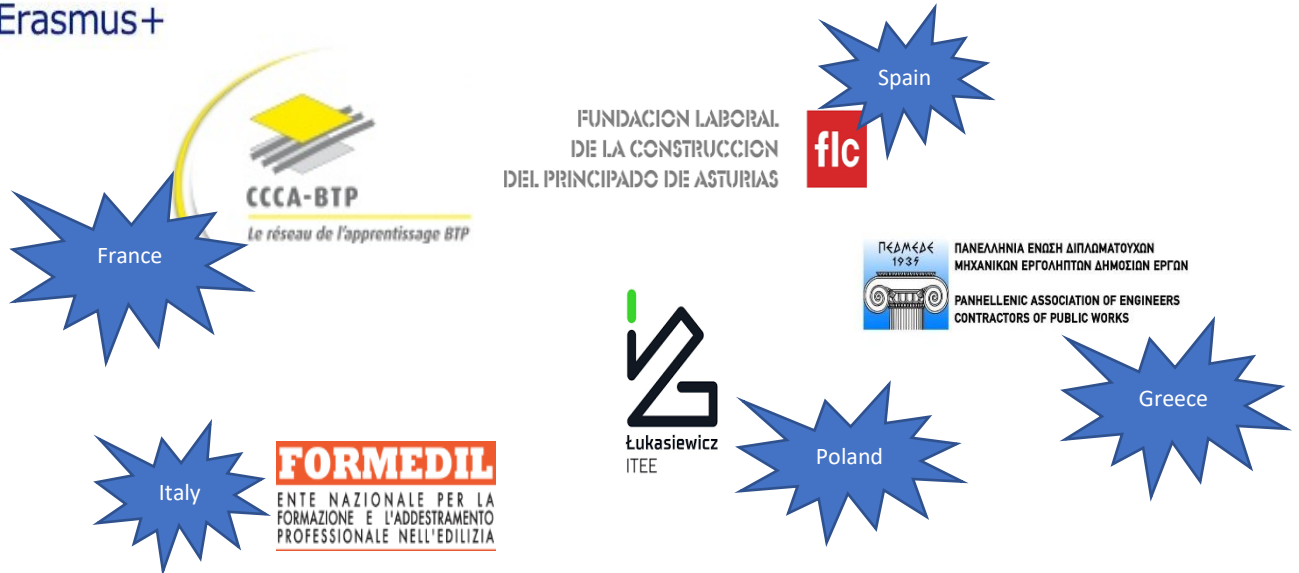 Erasmus+
Spain
FUNDACION LABORAL
DE LA CONSTRUCCION
DEL PRINCIPADO DE ASTURIAS
flc
CCCA-BTP
Le réseau de l'apprentissage BTP
France
ΠΕΔΜΕΔΕ
1935
ΠΑΝΕΛΛΗΝΙΑ ΕΝΩΣΗ ΔΙΠΛΩΜΑΤΟΥΧΩΝ
ΜΗΧΑΝΙΚΩΝ ΕΡΓΟΛΗΠΤΩΝ ΔΗΜΟΣΙΩΝ ΕΡΓΩΝ
PANHELLENIC ASSOCIATION OF ENGINEERS
CONTRACTORS OF PUBLIC WORKS
Greece
Łukasiewicz
ITEE
Poland
Italy
FORMEDIL
ENTE NAZIONALE PER LA
FORMAZIONE E L'ADDESTRAMENTO
PROFESSIONALE NELL'EDILIZIA